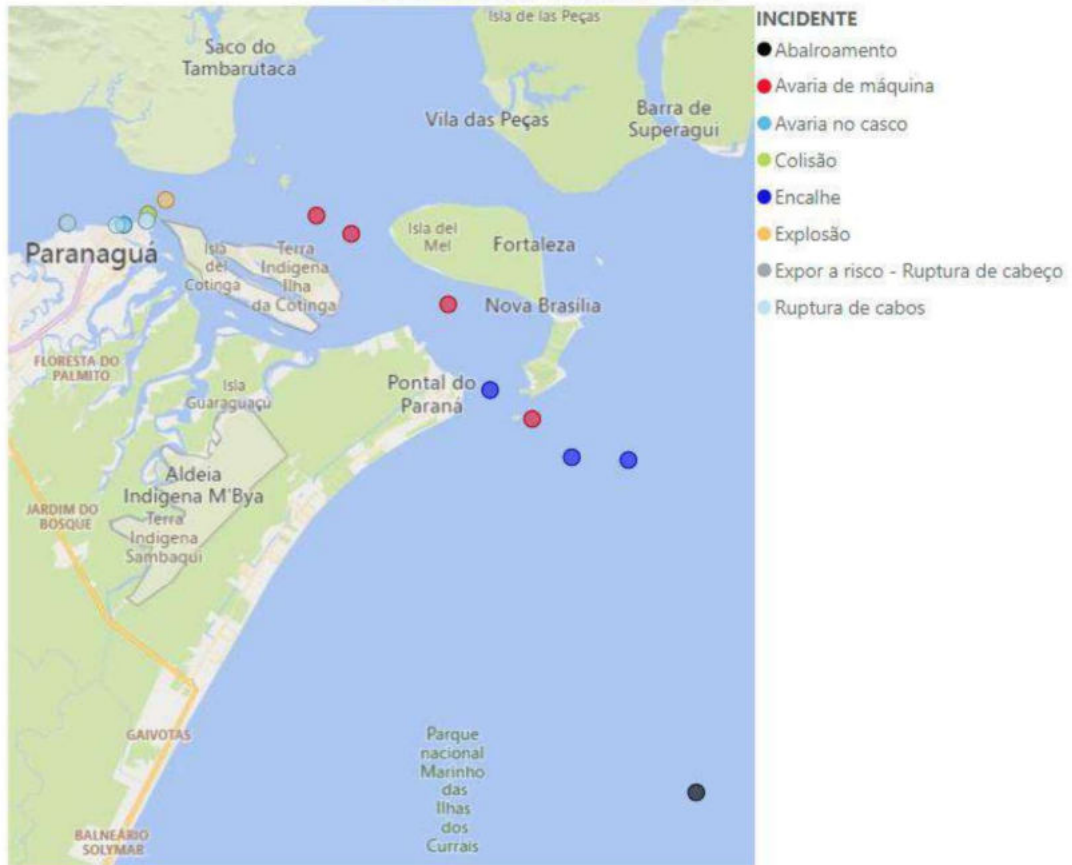 Isla de las Peças
Saco do
Tambarutaca
Vila das Peças
Barra de
Superagui
Paranaguá
Isla
del
Cotinga
Terra
Indigena
Ilha
da Cotinga
Isla del
Mel
Fortaleza
Nova Brasília
FLORESTA DO
PALMITO
Isla
Guaraguaçu
Pontal do
Paraná
Aldeia
Indígena M'Bya
Terra
Indigena
Sambaqui
JARDIM DO
BOSQUE
GAIVOTAS
Parque
nacional
Marinho
das
Ilhas
dos
Currais
BALNEÁRIO
SOLYMAR
INCIDENTE
Abalroamento
Avaria de máquina
Avaria no casco
Colisão
Encalhe
Explosão
Expor a risco - Ruptura de cabeço
Ruptura de cabos